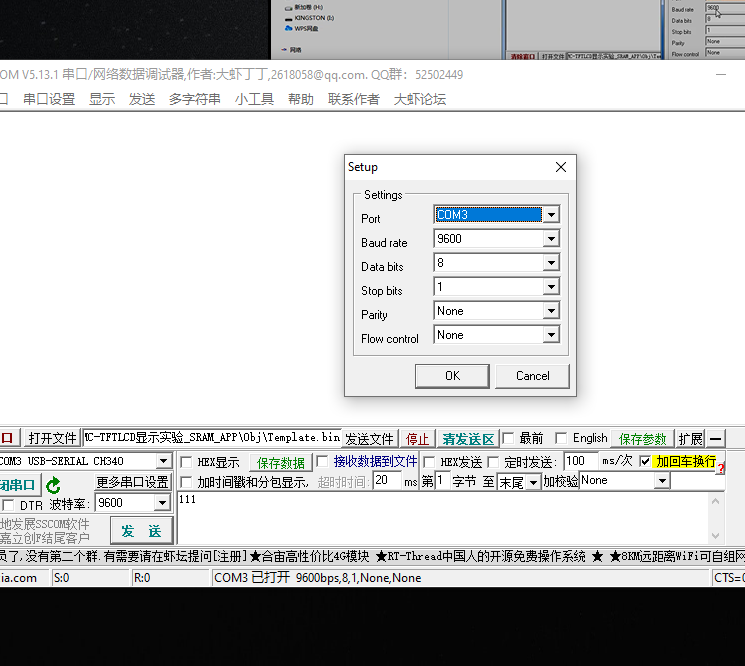 新加卷 (H:)
KINGSTON (I:)
WPS网盘
网络
Baud rate 9600
Data bits 8
Stop bits 1
Parity None
Flow control None
清除窗口 打开文件 C-TFTLCD显示实验_SRAM_APP\Obj\Tem
OM V5.13.1 串口/网络数据调试器,作者:大虾丁丁,2618058@qq.com. QQ群: 52502449
口 串口设置 显示 发送 多字符串 小工具 帮助 联系作者 大虾论坛
Setup
Settings
Port COM3
Baud rate 9600
Data bits 8
Stop bits 1
Parity None
Flow control None
OK Cancel
口 打开文件 C-TFTLCD显示实验_SRAM_APP\Obj\Template.bin 发送文件 停止 清发送区 最前 English 保存参数 扩展 —
OM3 USB-SERIAL CH340 HEX显示 保存数据 接收数据到文件 HEX发送 定时发送: 100 ms/次 加回车换行 ?
闭串口 更多串口设置 加时间戳和分包显示, 超时时间: 20 ms 第 1 字节 至 末尾 加校验 None
DTR 波特率: 9600
111
地发展SSCOM软件
嘉立创F结尾客户
发 送
员了,没有第二个群.有需要请在虾坛提问[注册] ★合宙高性价比4G模块 ★RT-Thread中国人的开源免费操作系统 ★ ★8KM远距离WiFi可自组网
ia.com S:0 R:0 COM3 已打开 9600bps,8,1,None,None CTS=